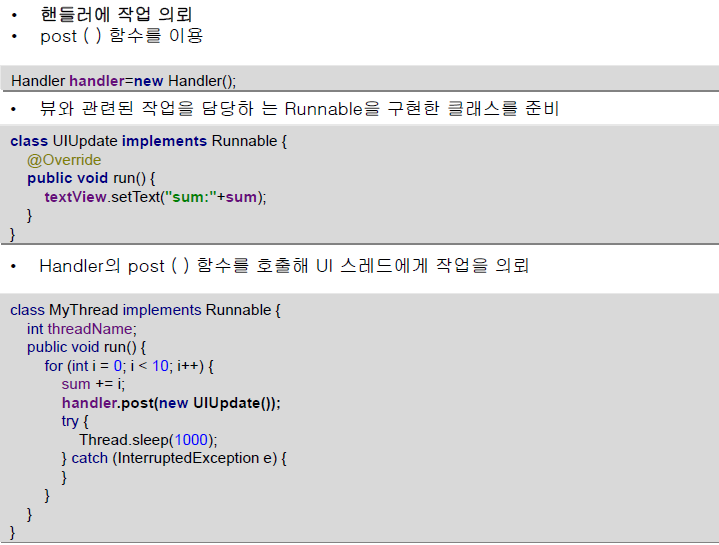 • 핸들러에 작업 의뢰
• post ( ) 함수를 이용
Handler handler=new Handler();
• 뷰와 관련된 작업을 담당하 는 Runnable을 구현한 클래스를 준비
class UIUpdate implements Runnable {
@Override
public void run() {
textView.setText("sum:"+sum);
}
}
• Handler의 post ( ) 함수를 호출해 UI 스레드에게 작업을 의뢰
class MyThread implements Runnable {
int threadName;
public void run() {
for (int i = 0; i < 10; i++) {
sum += i;
handler.post(new UIUpdate());
try {
Thread.sleep(1000);
} catch (InterruptedException e) {
}
}
}
}